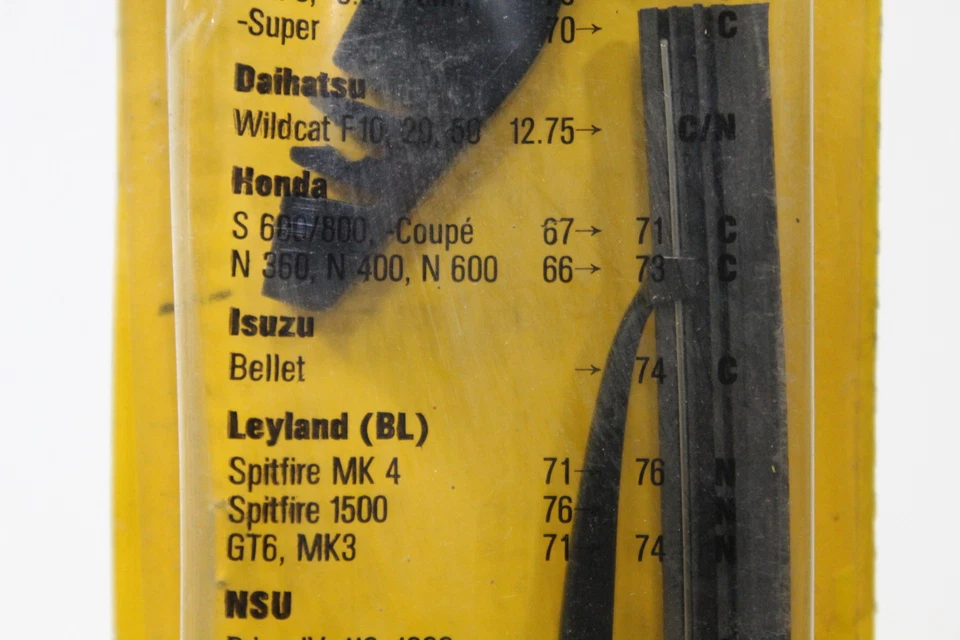 -Super 70→ C
Daihatsu
Wildcat F10, 20, 50 12.75→ C/N
Honda
S 600/800, -Coupé 67→ 71 C
N 360, N 400, N 600 66→ 73 C
Isuzu
Bellet → 74 C
Leyland (BL)
Spitfire MK 4 71→ 76 N
Spitfire 1500 76→ N
GT6, MK3 71→ 74 N
NSU